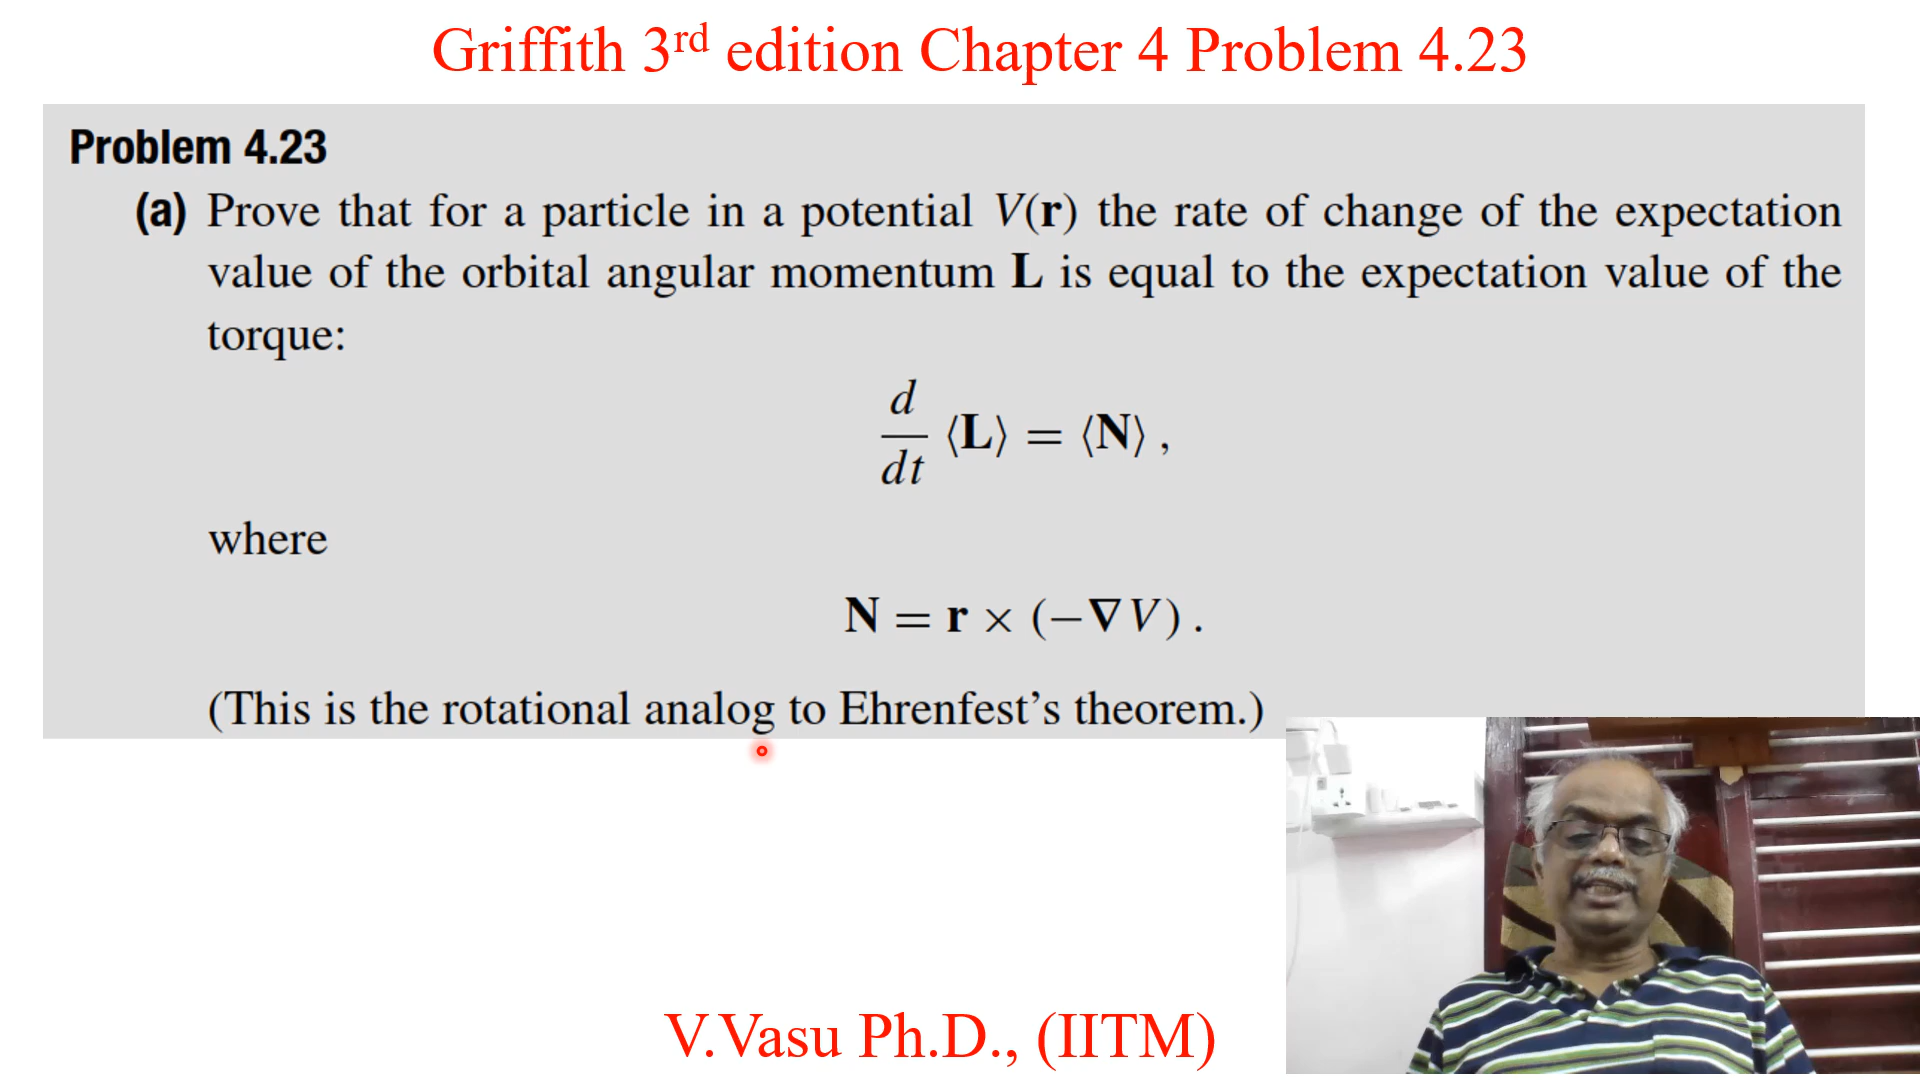 Griffith 3rd edition Chapter 4 Problem 4.23
Problem 4.23
(a) Prove that for a particle in a potential V(r) the rate of change of the expectation
value of the orbital angular momentum L is equal to the expectation value of the
torque:
d/dt ⟨L⟩ = ⟨N⟩ ,
where
N = r × (−∇V) .
(This is the rotational analog to Ehrenfest’s theorem.)
V.Vasu Ph.D., (IITM)